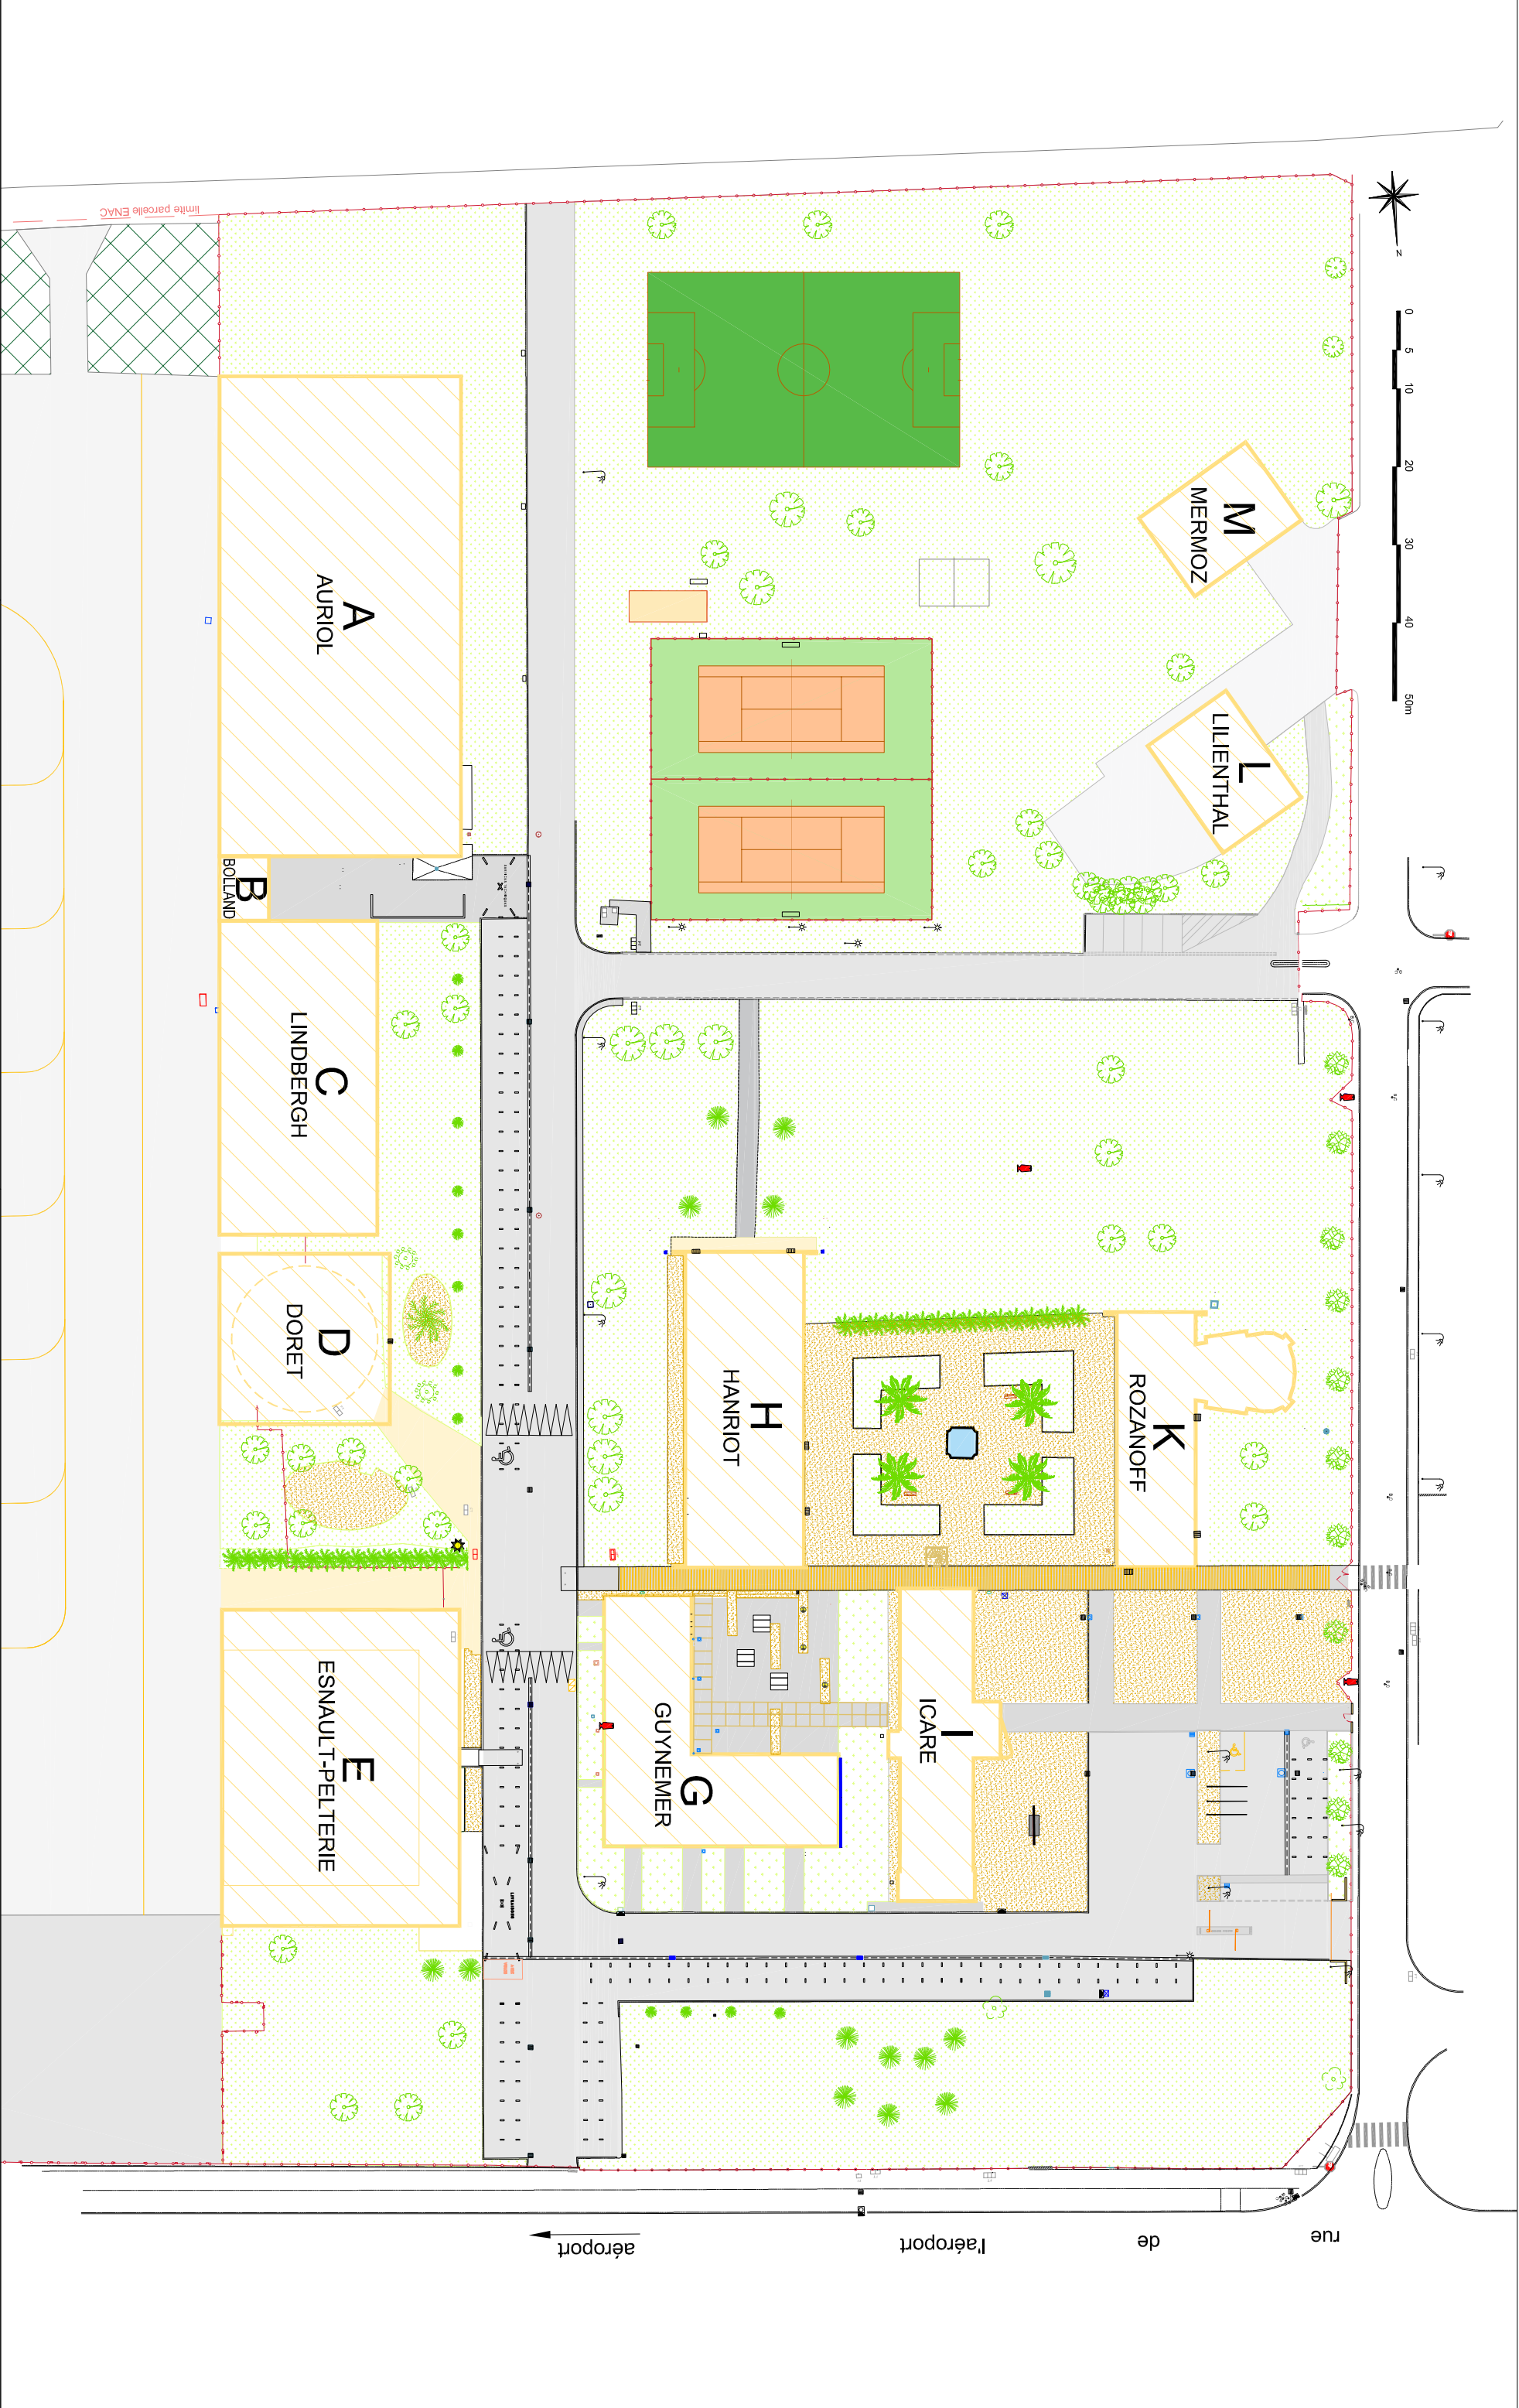 limite parcelle ENAC
N
0
5
10
20
30
40
50m
M
MERMOZ
L
LILIENTHAL
A
AURIOL
B
BOLLAND
C
LINDBERGH
D
DORET
H
HANRIOT
K
ROZANOFF
E
ESNAULT-PELTERIE
G
GUYNEMER
I
ICARE
rue
de
l'aéroport
aéroport